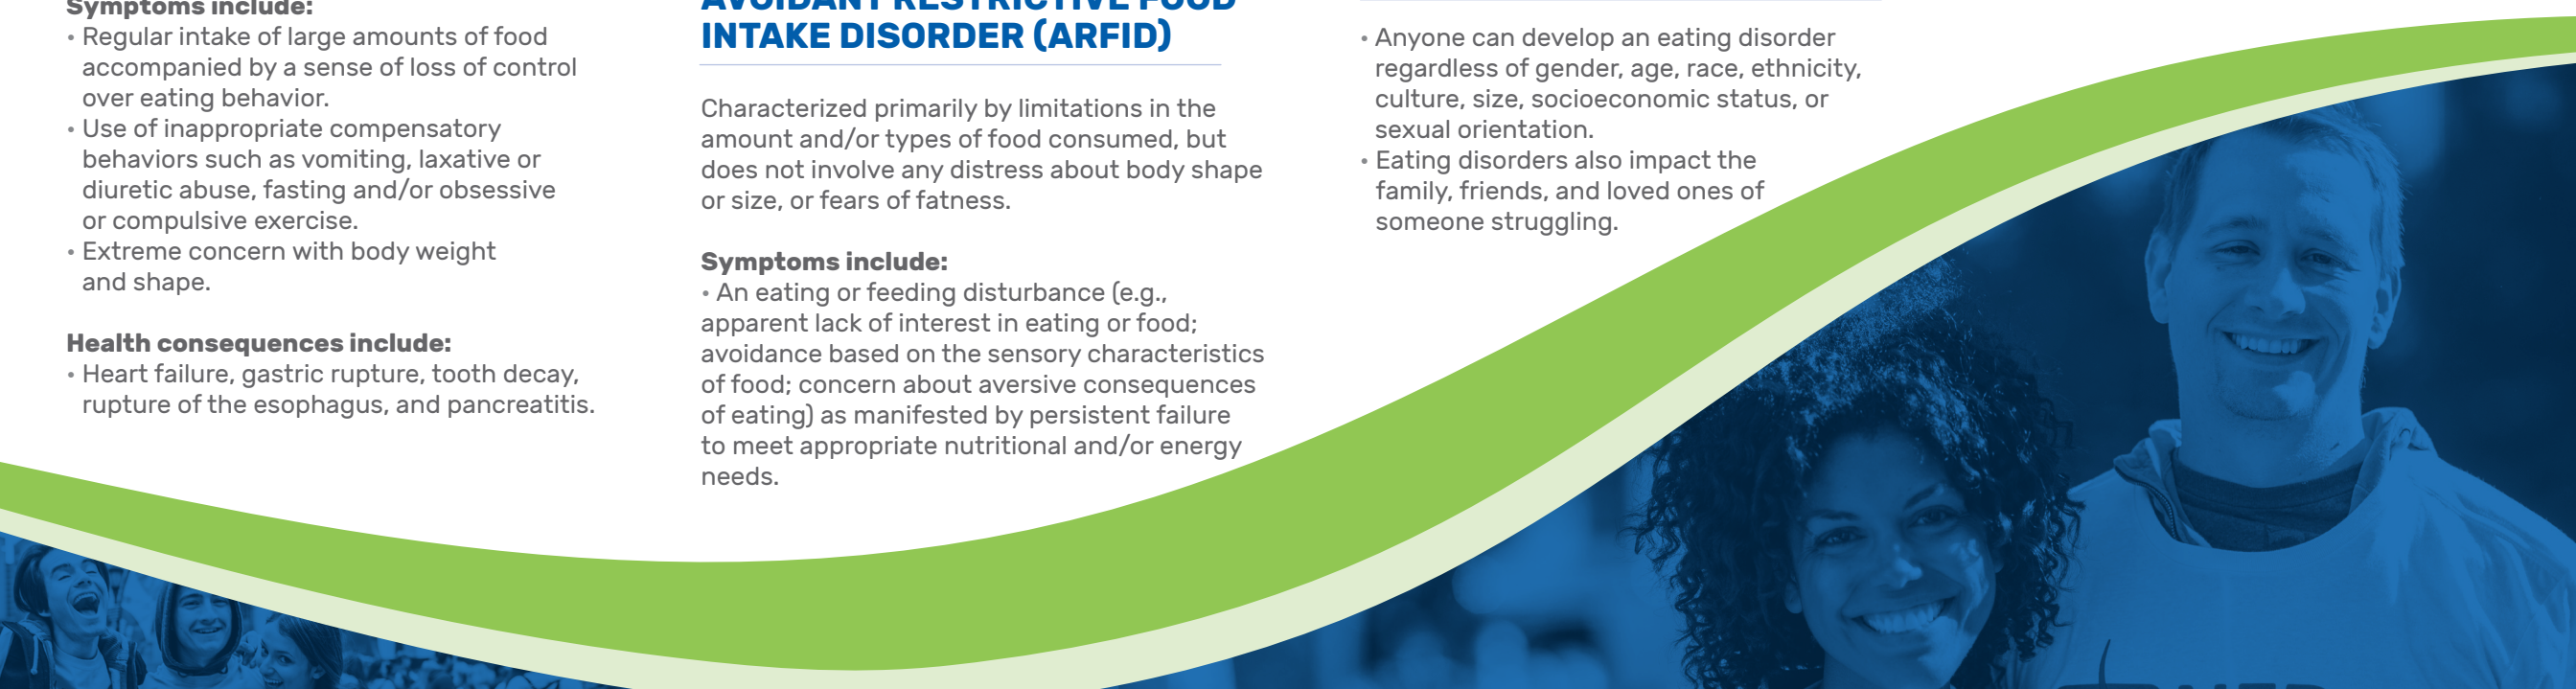 Symptoms include:
• Regular intake of large amounts of food
accompanied by a sense of loss of control
over eating behavior.
• Use of inappropriate compensatory
behaviors such as vomiting, laxative or
diuretic abuse, fasting and/or obsessive
or compulsive exercise.
• Extreme concern with body weight
and shape.
Health consequences include:
• Heart failure, gastric rupture, tooth decay,
rupture of the esophagus, and pancreatitis.
AVOIDANT RESTRICTIVE FOOD
INTAKE DISORDER (ARFID)
Characterized primarily by limitations in the
amount and/or types of food consumed, but
does not involve any distress about body shape
or size, or fears of fatness.
Symptoms include:
• An eating or feeding disturbance (e.g.,
apparent lack of interest in eating or food;
avoidance based on the sensory characteristics
of food; concern about aversive consequences
of eating) as manifested by persistent failure
to meet appropriate nutritional and/or energy
needs.
• Anyone can develop an eating disorder
regardless of gender, age, race, ethnicity,
culture, size, socioeconomic status, or
sexual orientation.
• Eating disorders also impact the
family, friends, and loved ones of
someone struggling.